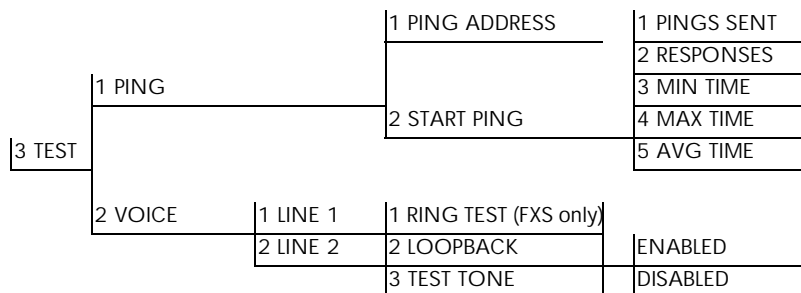 1 PING ADDRESS 1 PINGS SENT
2 RESPONSES
1 PING 3 MIN TIME
2 START PING 4 MAX TIME
3 TEST 5 AVG TIME
2 VOICE 1 LINE 1 1 RING TEST (FXS only)
2 LINE 2 2 LOOPBACK ENABLED
3 TEST TONE DISABLED